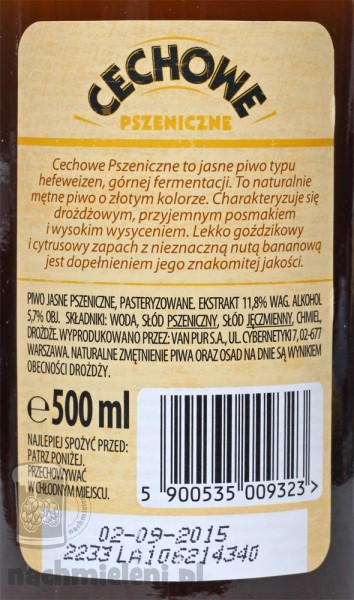 CECHOWE
PSZENICZNE
Cechowe Pszeniczne to jasne piwo typu
hefeweizen, górnej fermentacji. To naturalnie
mętne piwo o złotym kolorze. Charakteryzuje się
drożdżowym, przyjemnym posmakiem
i wysokim wysyceniem. Lekko goździkowy
i cytrusowy zapach z nieznaczną nutą bananową
jest dopełnieniem jego znakomitej jakości.
PIWO JASNE PSZENICZNE, PASTERYZOWANE. EKSTRAKT 11,8% WAG. ALKOHOL
5,7% OBJ. SKŁADNIKI: WODA, SŁÓD PSZENICZNY, SŁÓD JĘCZMIENNY, CHMIEL,
DROŻDŻE. WYPRODUKOWANO PRZEZ: VAN PUR S.A., UL. CYBERNETYKI 7, 02-677
WARSZAWA. NATURALNE ZMĘTNIENIE PIWA ORAZ OSAD NA DNIE SĄ WYNIKIEM
OBECNOŚCI DROŻDŻY.
℮500 ml
NAJLEPIEJ SPOŻYĆ PRZED:
PATRZ PONIŻEJ.
PRZECHOWYWAĆ
W CHŁODNYM MIEJSCU.
5 900535 009323 >
02-09-2015
2233LA106214340
nachmieleni.pl